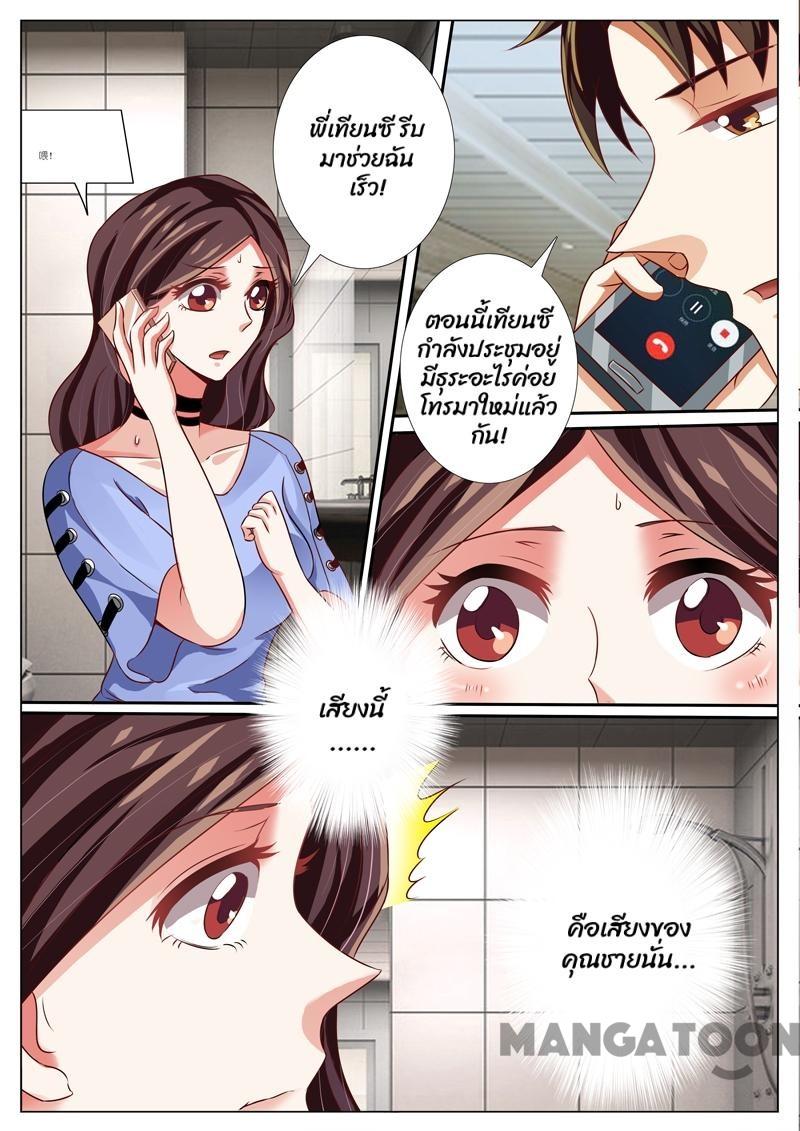 喂！
พี่เทียนซี รีบ
มาช่วยฉัน
เร็ว!
ตอนนี้เทียนซี
กำลังประชุมอยู่
มีธุระอะไรค่อย
โทรมาใหม่แล้ว
กัน!
เสียงนี้
......
คือเสียงของ
คุณชายนั่น...
MANGATOON